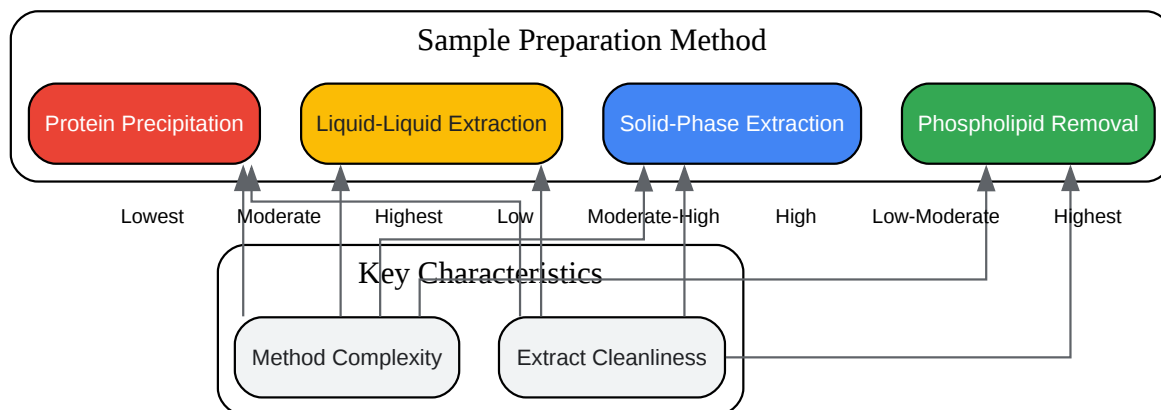 Sample Preparation Method
Protein Precipitation
Liquid-Liquid Extraction
Solid-Phase Extraction
Phospholipid Removal
Lowest
Moderate
Highest
Low
Moderate-High
High
Low-Moderate
Highest
Key Characteristics
Method Complexity
Extract Cleanliness